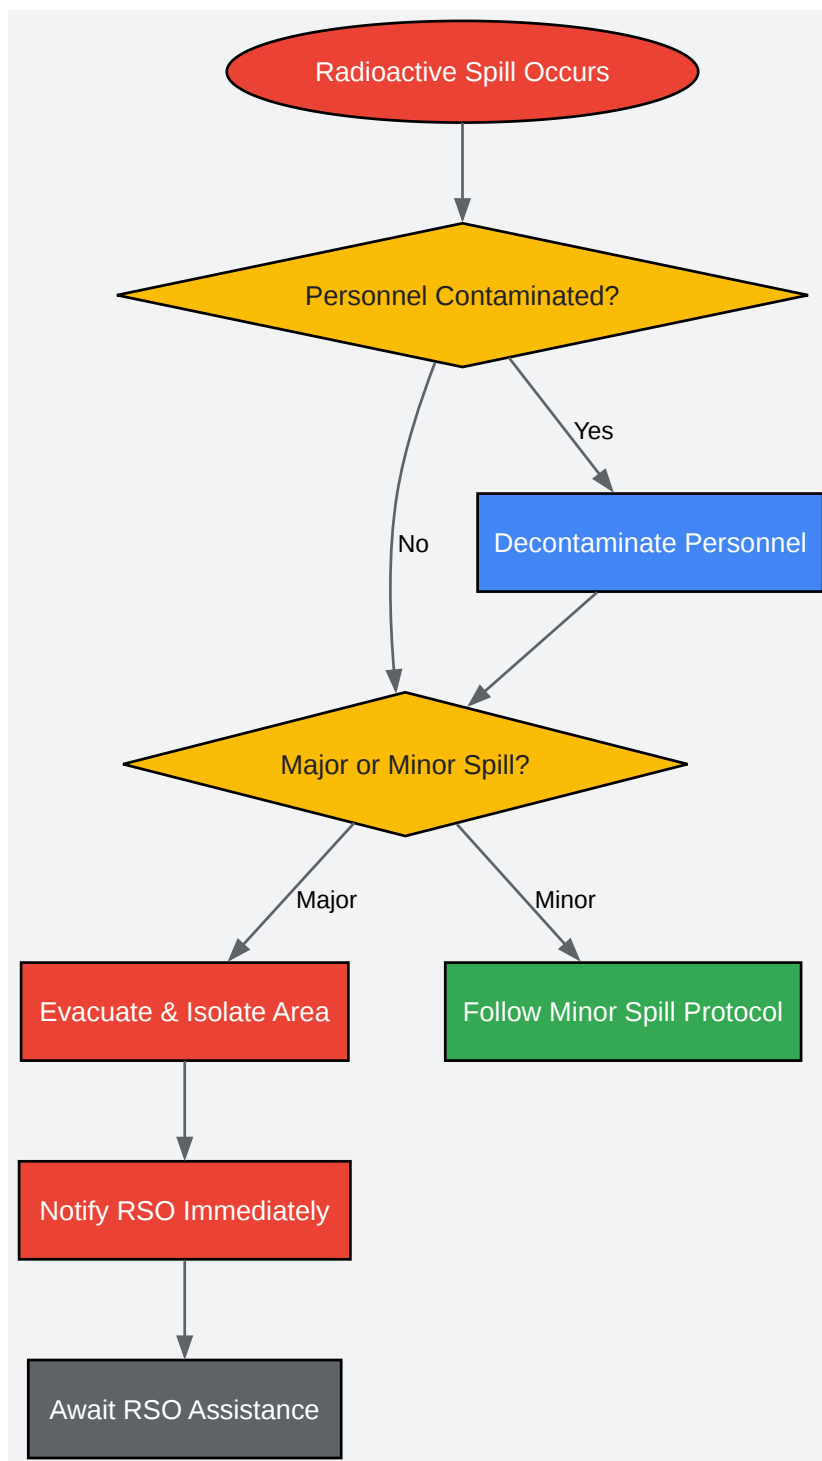 Radioactive Spill Occurs
Personnel Contaminated?
Yes
No
Decontaminate Personnel
Major or Minor Spill?
Major
Minor
Evacuate & Isolate Area
Follow Minor Spill Protocol
Notify RSO Immediately
Await RSO Assistance